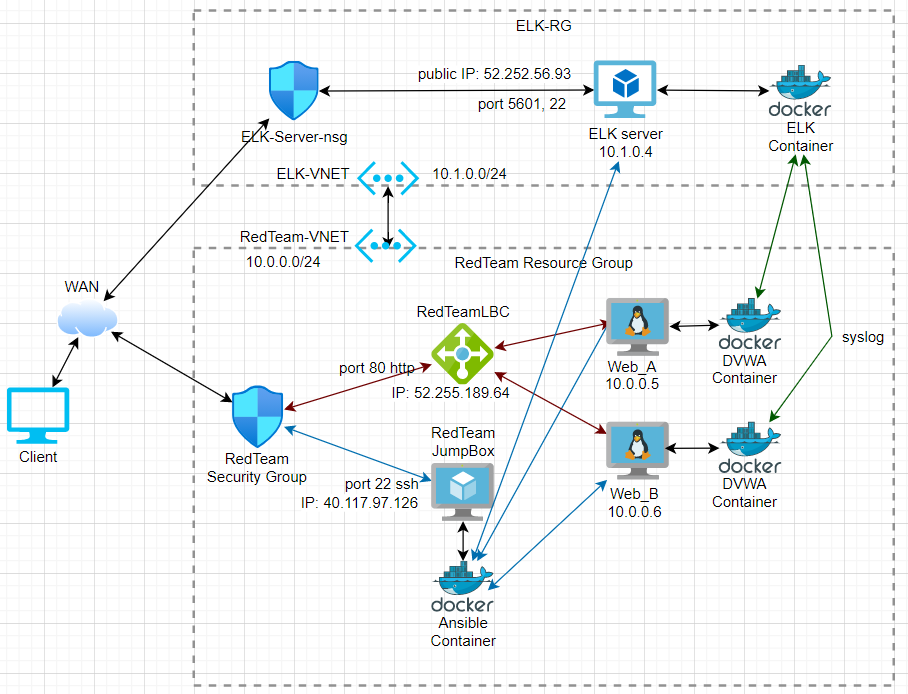 ELK-RG
public IP: 52.252.56.93
port 5601, 22
ELK-Server-nsg
ELK server
10.1.0.4
docker
ELK
Container
ELK-VNET
10.1.0.0/24
RedTeam-VNET
10.0.0.0/24
RedTeam Resource Group
WAN
RedTeamLBC
port 80 http
IP: 52.255.189.64
Web_A
10.0.0.5
docker
DVWA
Container
syslog
Client
RedTeam
Security Group
RedTeam
JumpBox
port 22 ssh
IP: 40.117.97.126
Web_B
10.0.0.6
docker
DVWA
Container
docker
Ansible
Container